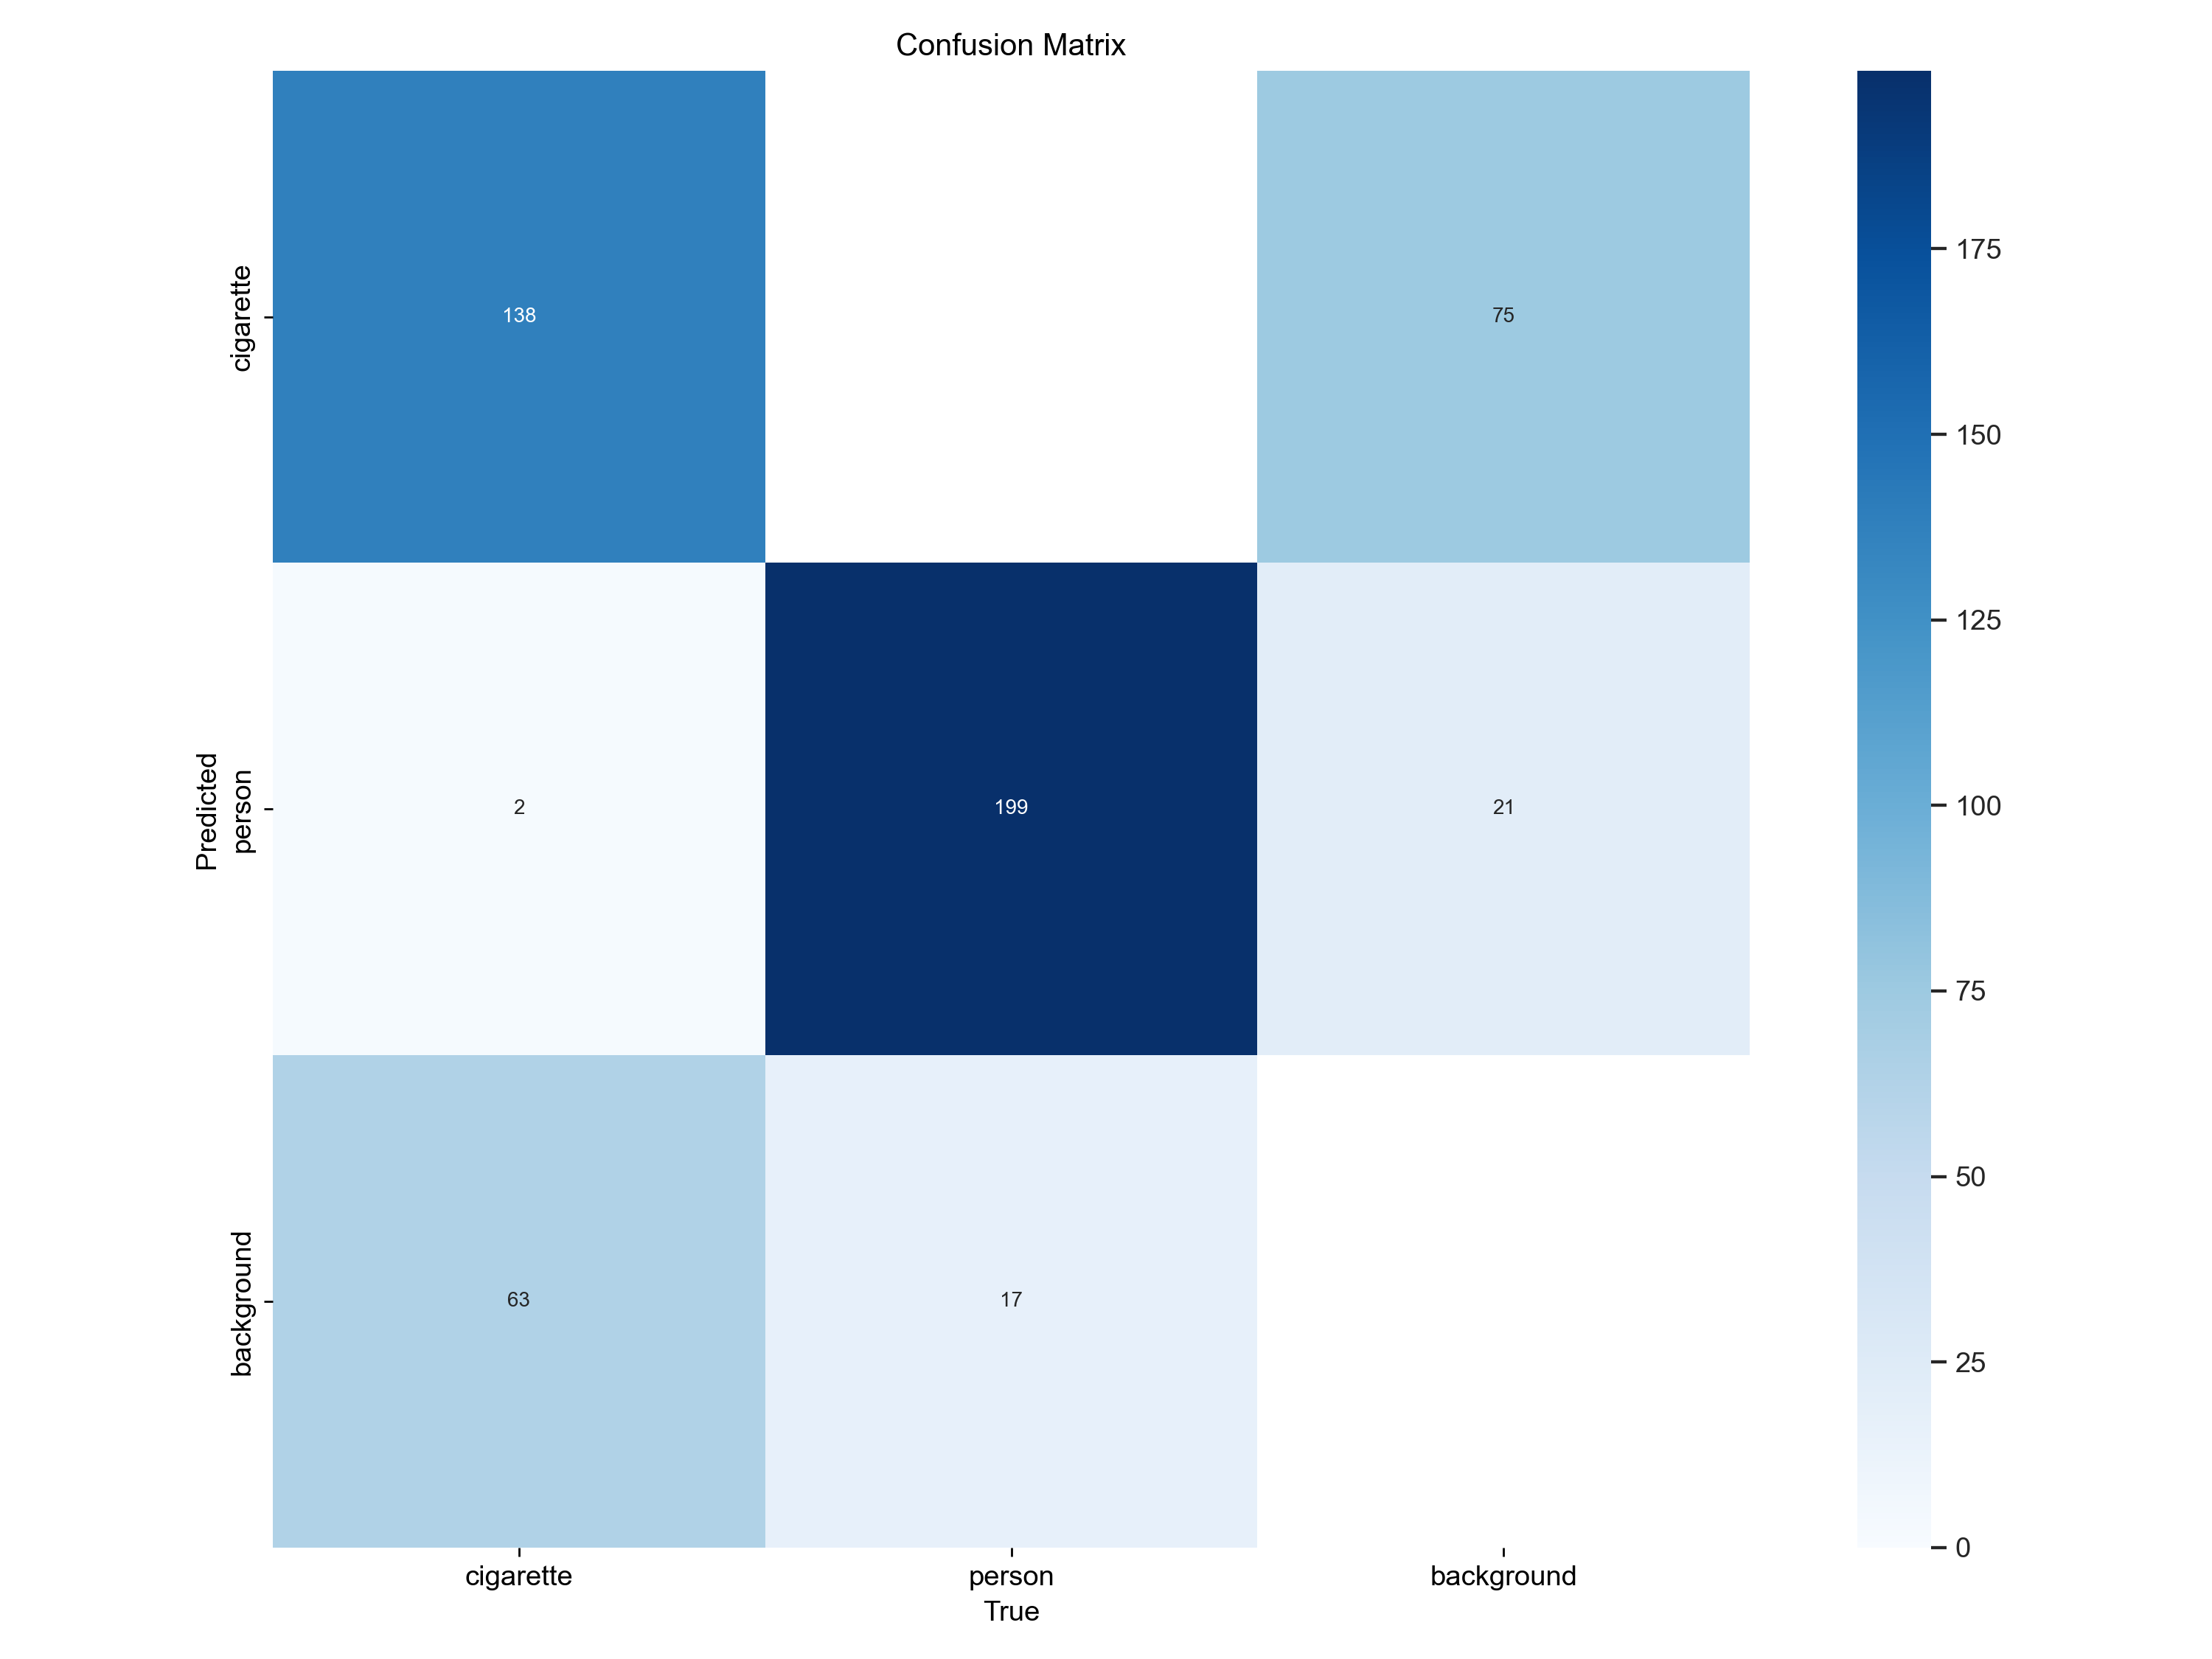 Confusion Matrix
cigarette
138
75
175
150
125
Predicted
person
2
199
21
100
75
background
63
17
50
25
0
cigarette
person
background
True